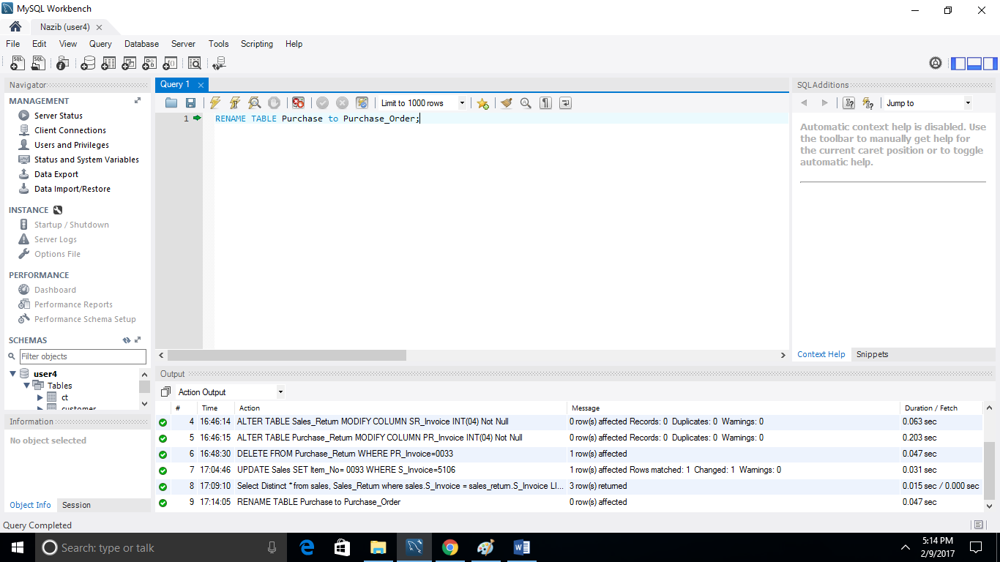 MySQL Workbench
Nazib (user4)
File Edit View Query Database Server Tools Scripting Help
Navigator
MANAGEMENT
Server Status
Client Connections
Users and Privileges
Status and System Variables
Data Export
Data Import/Restore
INSTANCE
Startup / Shutdown
Server Logs
Options File
PERFORMANCE
Dashboard
Performance Reports
Performance Schema Setup
SCHEMAS
Filter objects
user4
Tables
ct
customer
Information
No object selected
Object Info Session
Query Completed
Query 1
Limit to 1000 rows
1 RENAME TABLE Purchase to Purchase_Order;
SQLAdditions
Jump to
Automatic context help is disabled. Use
the toolbar to manually get help for
the current caret position or to toggle
automatic help.
Context Help Snippets
Output
Action Output
# Time Action Message Duration / Fetch
4 16:46:14 ALTER TABLE Sales_Return MODIFY COLUMN SR_Invoice INT(04) Not Null 0 row(s) affected Records: 0 Duplicates: 0 Warnings: 0 0.063 sec
5 16:46:15 ALTER TABLE Purchase_Return MODIFY COLUMN PR_Invoice INT(04) Not Null 0 row(s) affected Records: 0 Duplicates: 0 Warnings: 0 0.203 sec
6 16:48:30 DELETE FROM Purchase_Return WHERE PR_Invoice=0033 1 row(s) affected 0.047 sec
7 17:04:46 UPDATE Sales SET Item_No= 0093 WHERE S_Invoice=5106 1 row(s) affected Rows matched: 1 Changed: 1 Warnings: 0 0.031 sec
8 17:09:10 Select Distinct * from sales, Sales_Return where sales.S_Invoice = sales_return.S_Invoice LI... 3 row(s) returned 0.015 sec / 0.000 sec
9 17:14:05 RENAME TABLE Purchase to Purchase_Order 0 row(s) affected 0.047 sec
Search: type or talk
5:14 PM
2/9/2017